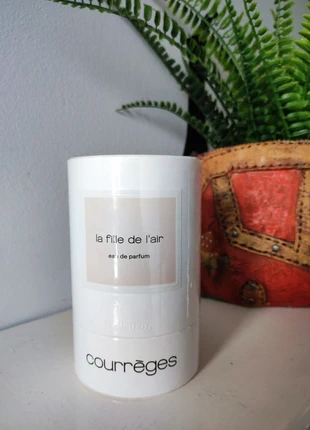 la fille de l'air
eau de parfum
courrèges